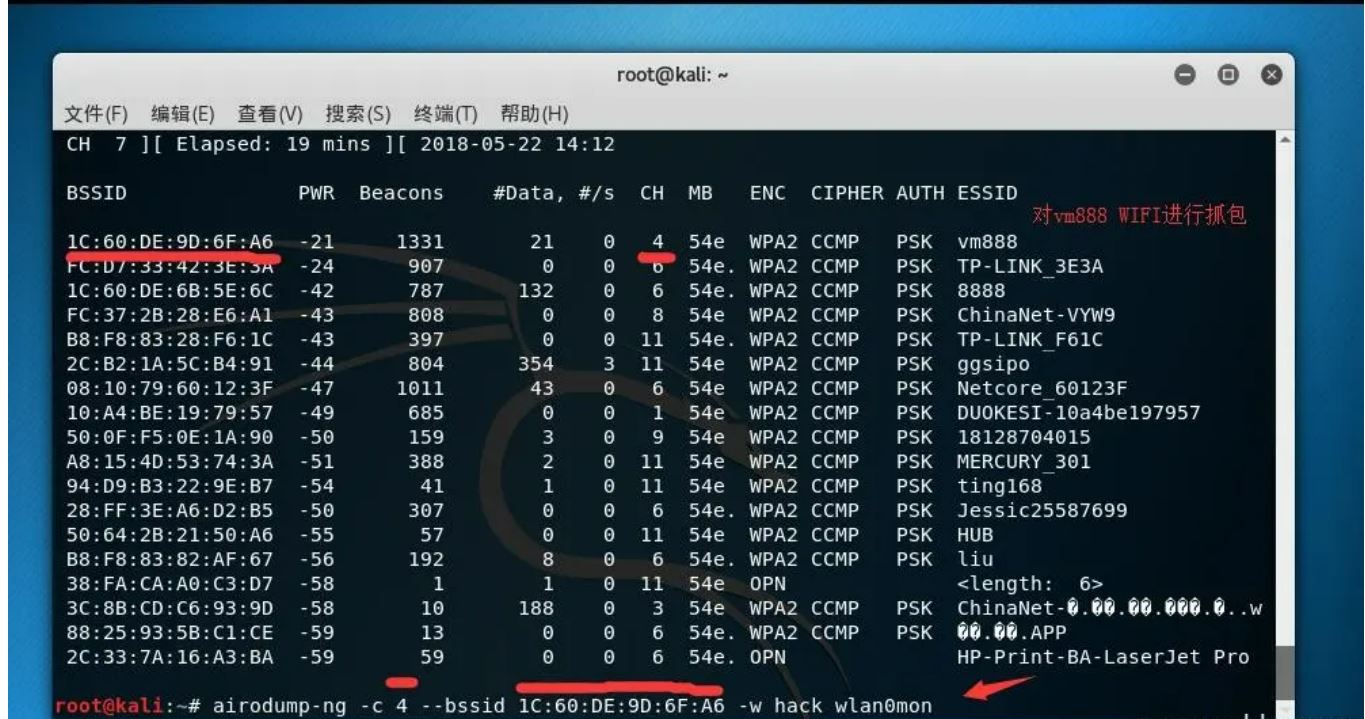 root@kali: ~
文件(F) 编辑(E) 查看(V) 搜索(S) 终端(T) 帮助(H)
CH 7 ][ Elapsed: 19 mins ][ 2018-05-22 14:12
BSSID PWR Beacons #Data, #/s CH MB ENC CIPHER AUTH ESSID
对vm888 WIFI进行抓包
1C:60:DE:9D:6F:A6 -21 1331 21 0 4 54e WPA2 CCMP PSK vm888
FC:D7:33:42:3E:3A -24 907 0 0 6 54e. WPA2 CCMP PSK TP-LINK_3E3A
1C:60:DE:6B:5E:6C -42 787 132 0 6 54e. WPA2 CCMP PSK 8888
FC:37:2B:28:E6:A1 -43 808 0 0 8 54e WPA2 CCMP PSK ChinaNet-VYW9
B8:F8:83:28:F6:1C -43 397 0 0 11 54e. WPA2 CCMP PSK TP-LINK_F61C
2C:B2:1A:5C:B4:91 -44 804 354 3 11 54e WPA2 CCMP PSK ggsipo
08:10:79:60:12:3F -47 1011 43 0 6 54e WPA2 CCMP PSK Netcore_60123F
10:A4:BE:19:79:57 -49 685 0 0 1 54e WPA2 CCMP PSK DUOKESI-10a4be197957
50:0F:F5:0E:1A:90 -50 159 3 0 9 54e WPA2 CCMP PSK 18128704015
A8:15:4D:53:74:3A -51 388 2 0 11 54e WPA2 CCMP PSK MERCURY_301
94:D9:B3:22:9E:B7 -54 41 1 0 11 54e WPA2 CCMP PSK ting168
28:FF:3E:A6:D2:B5 -50 307 0 0 6 54e. WPA2 CCMP PSK Jessic25587699
50:64:2B:21:50:A6 -55 57 0 0 11 54e WPA2 CCMP PSK HUB
B8:F8:83:82:AF:67 -56 192 8 0 6 54e. WPA2 CCMP PSK liu
38:FA:CA:A0:C3:D7 -58 1 1 0 11 54e OPN <length: 6>
3C:8B:CD:C6:93:9D -58 10 188 0 3 54e WPA2 CCMP PSK ChinaNet-�.��.��.���.�..w
88:25:93:5B:C1:CE -59 13 0 0 6 54e. WPA2 CCMP PSK ��.��.APP
2C:33:7A:16:A3:BA -59 59 0 0 6 54e. OPN HP-Print-BA-LaserJet Pro
root@kali:~# airodump-ng -c 4 --bssid 1C:60:DE:9D:6F:A6 -w hack wlan0mon